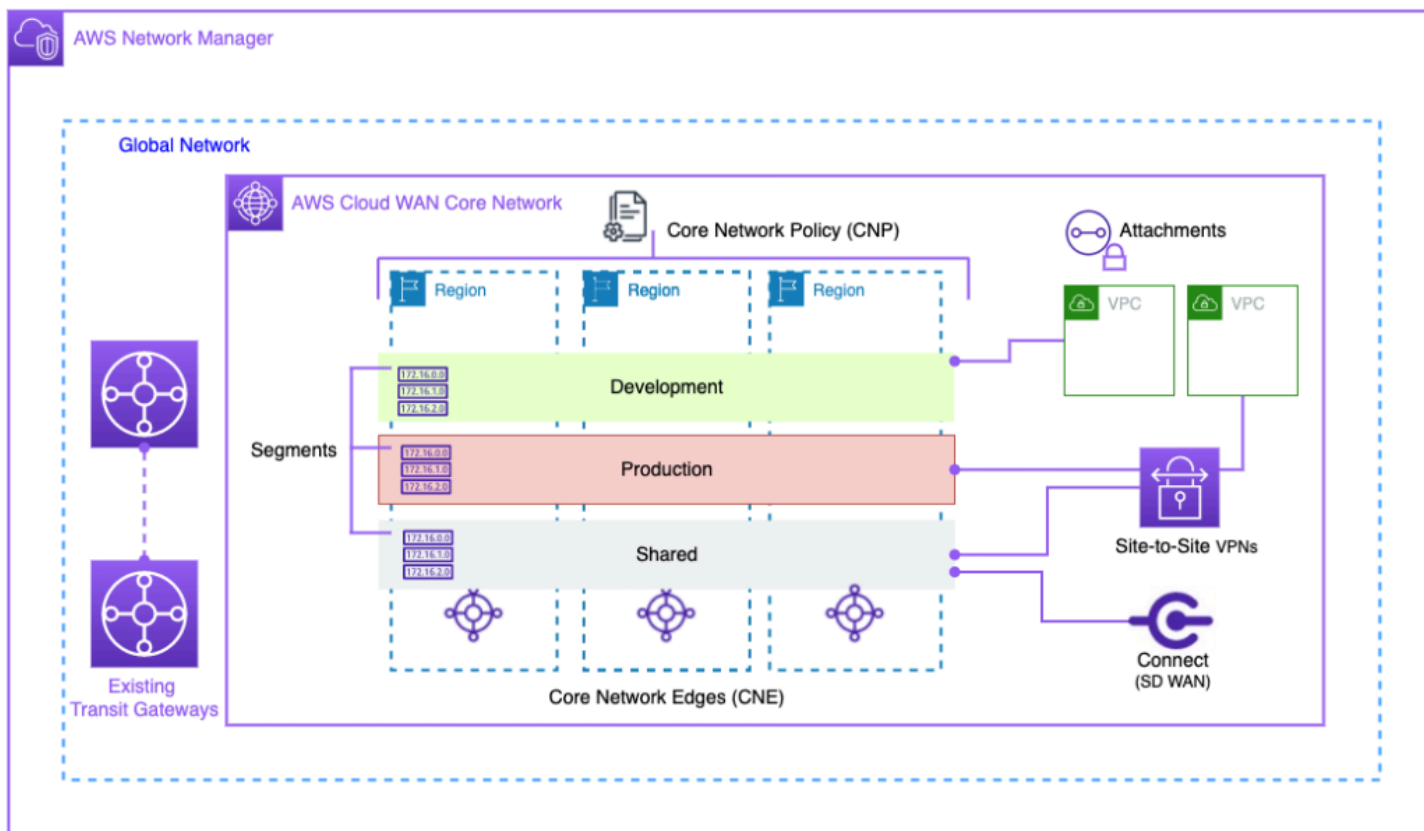 AWS Network Manager
Global Network
AWS Cloud WAN Core Network
Core Network Policy (CNP)
Attachments
Region
Region
Region
VPC
VPC
172.16.0.0
172.16.1.0
172.16.2.0
Development
Segments
172.16.0.0
172.16.1.0
172.16.2.0
Production
172.16.0.0
172.16.1.0
172.16.2.0
Shared
Site-to-Site VPNs
Connect
(SD WAN)
Existing
Transit Gateways
Core Network Edges (CNE)